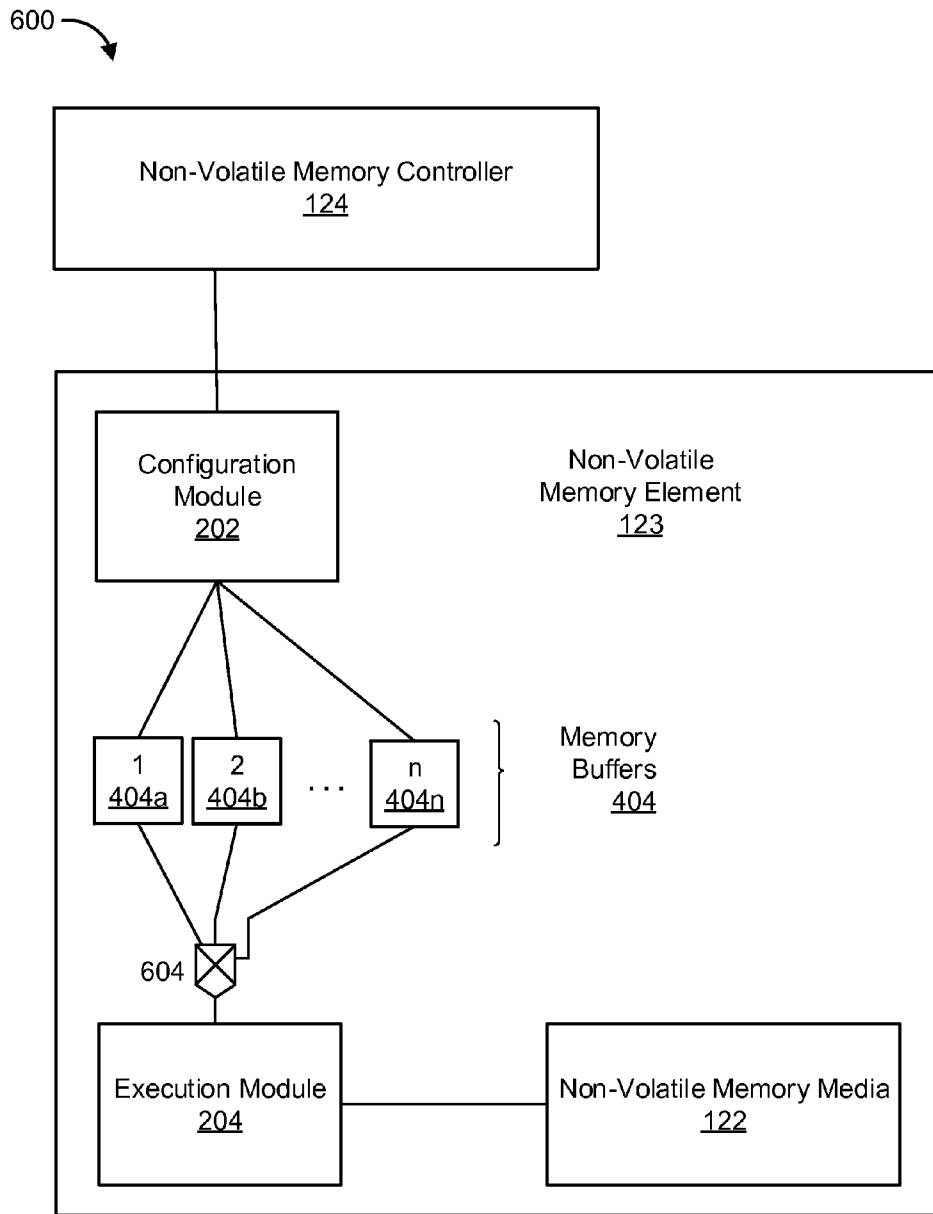 600
Non-Volatile Memory Controller
124
Configuration
Module
202
Non-Volatile
Memory Element
123
1
404a
2
404b
. . .
n
404n
Memory
Buffers
404
604
Execution Module
204
Non-Volatile Memory Media
122